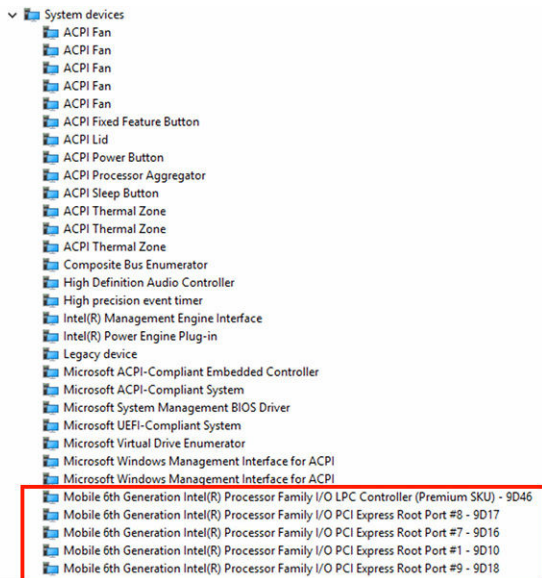 System devices
ACPI Fan
ACPI Fan
ACPI Fan
ACPI Fan
ACPI Fan
ACPI Fixed Feature Button
ACPI Lid
ACPI Power Button
ACPI Processor Aggregator
ACPI Sleep Button
ACPI Thermal Zone
ACPI Thermal Zone
ACPI Thermal Zone
Composite Bus Enumerator
High Definition Audio Controller
High precision event timer
Intel(R) Management Engine Interface
Intel(R) Power Engine Plug-in
Legacy device
Microsoft ACPI-Compliant Embedded Controller
Microsoft ACPI-Compliant System
Microsoft System Management BIOS Driver
Microsoft UEFI-Compliant System
Microsoft Virtual Drive Enumerator
Microsoft Windows Management Interface for ACPI
Microsoft Windows Management Interface for ACPI
Mobile 6th Generation Intel(R) Processor Family I/O LPC Controller (Premium SKU) - 9D46
Mobile 6th Generation Intel(R) Processor Family I/O PCI Express Root Port #8 - 9D17
Mobile 6th Generation Intel(R) Processor Family I/O PCI Express Root Port #7 - 9D16
Mobile 6th Generation Intel(R) Processor Family I/O PCI Express Root Port #1 - 9D10
Mobile 6th Generation Intel(R) Processor Family I/O PCI Express Root Port #9 - 9D18